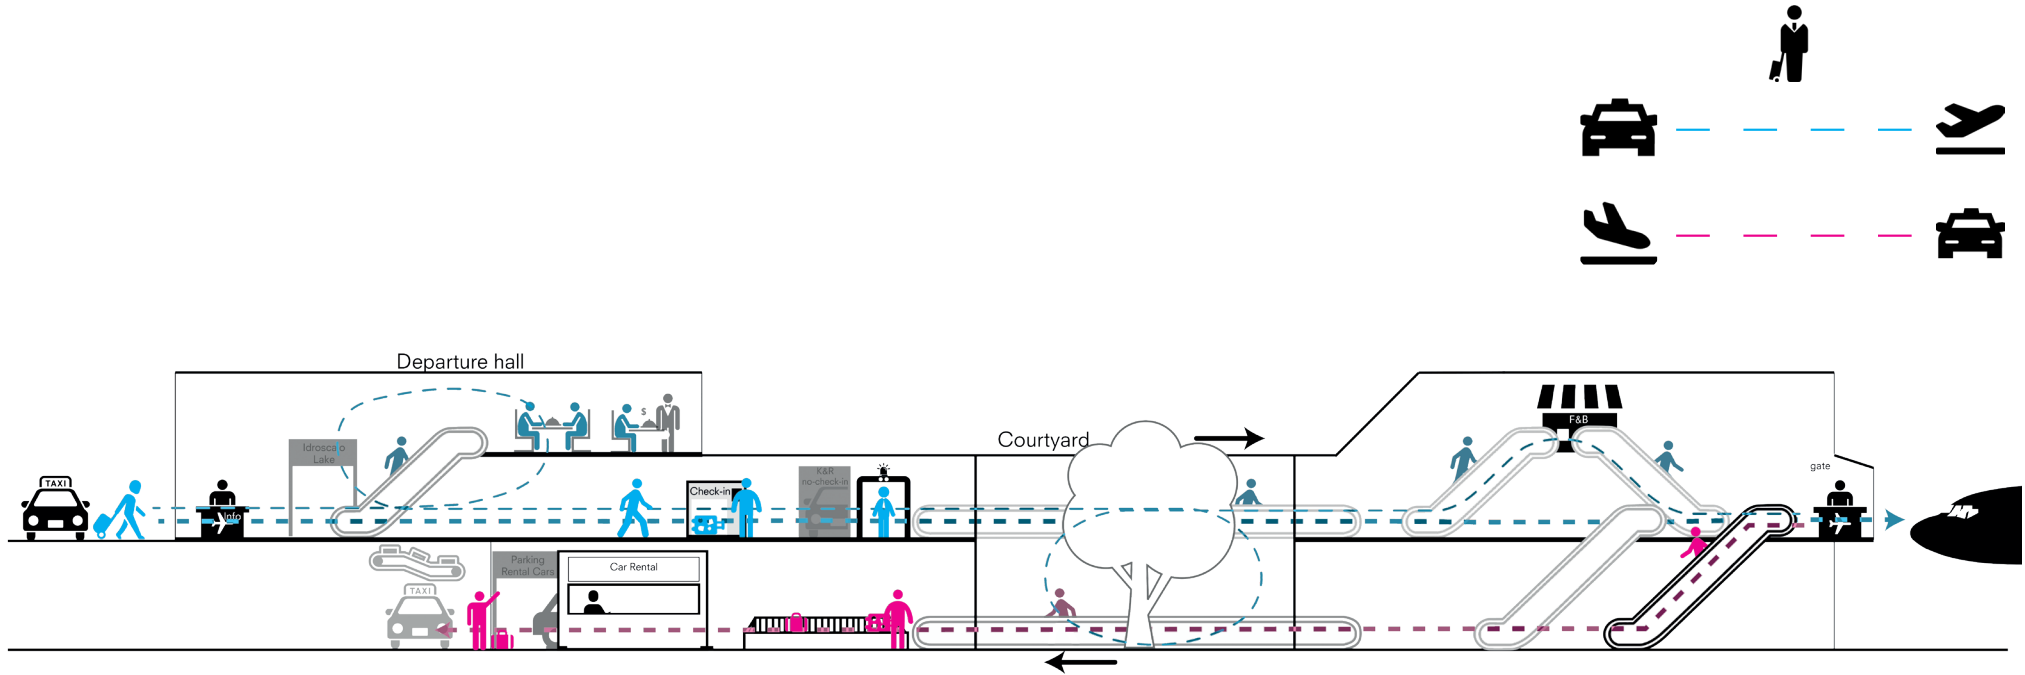 Departure hall
Courtyard
Idroscalo
Lake
$
F&B
gate
K&R
no-check-in
TAXI
Check-in
Info
Parking
Rental Cars
Car Rental
TAXI